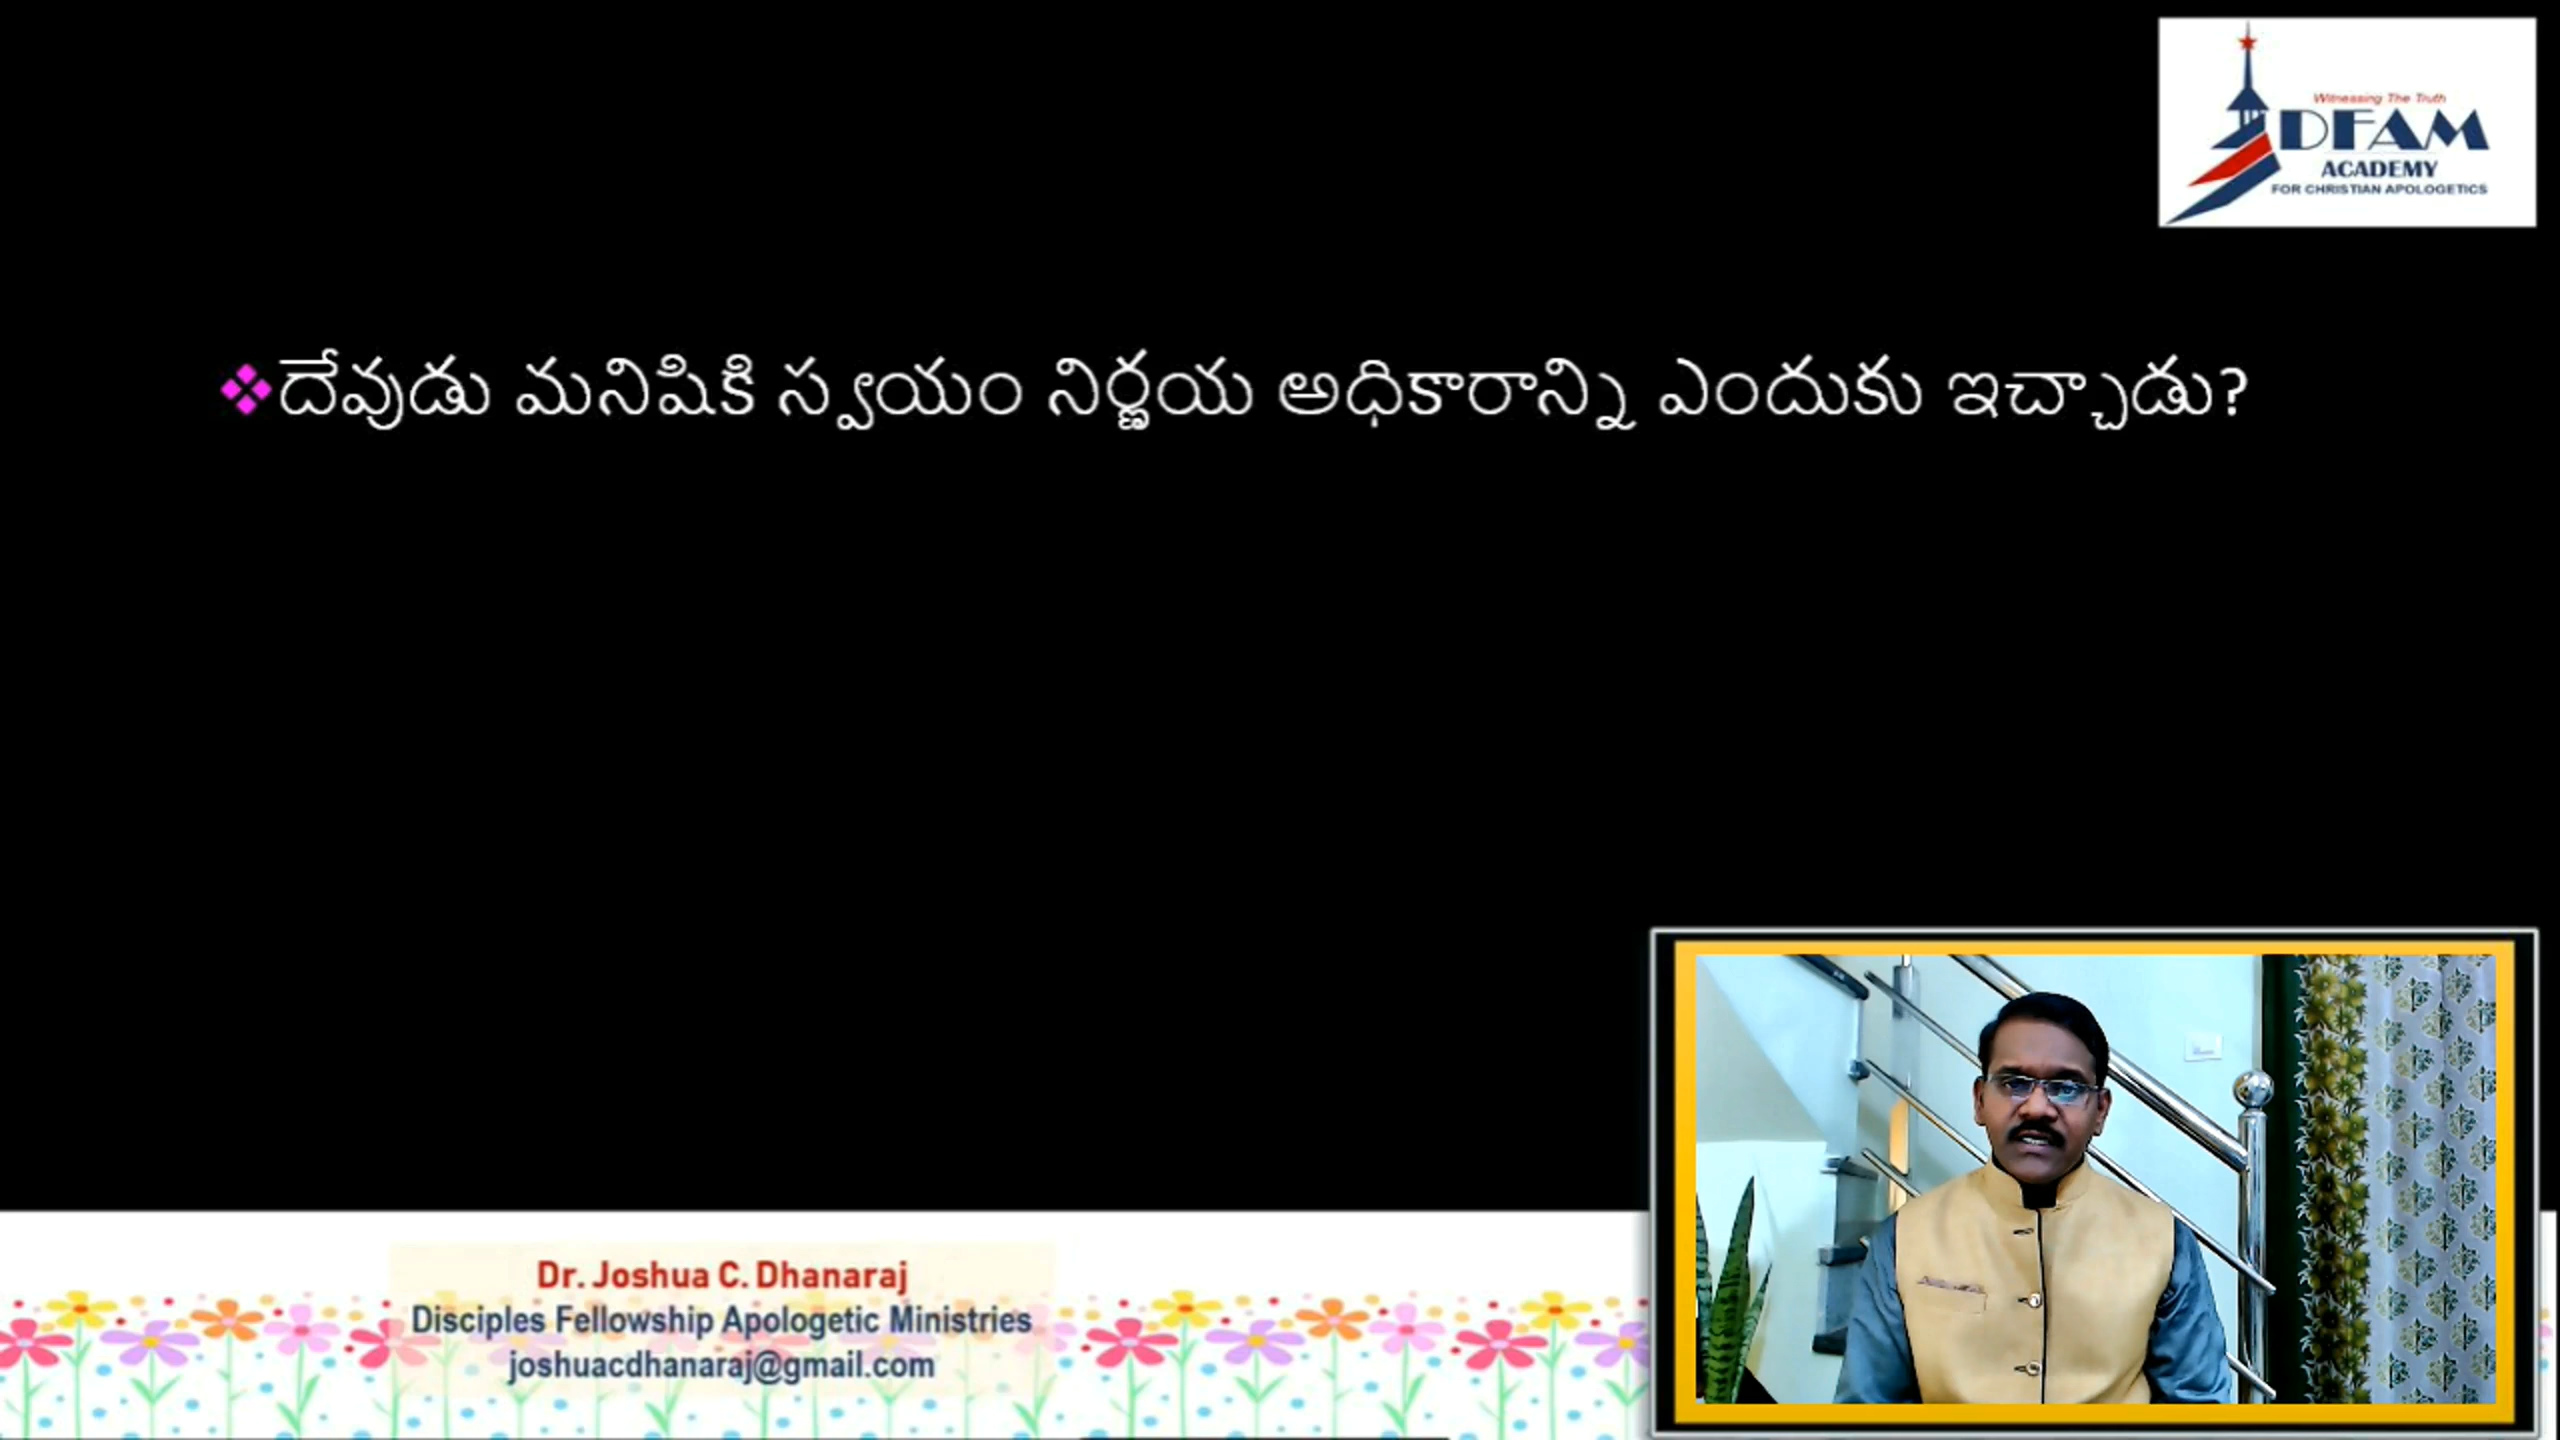 Witnessing The Truth
DFAM
ACADEMY
FOR CHRISTIAN APOLOGETICS
❖దేవుడు మనిషికి స్వయం నిర్ణయ అధికారాన్ని ఎందుకు ఇచ్చాడు?
Dr. Joshua C. Dhanaraj
Disciples Fellowship Apologetic Ministries
joshuacdhanaraj@gmail.com